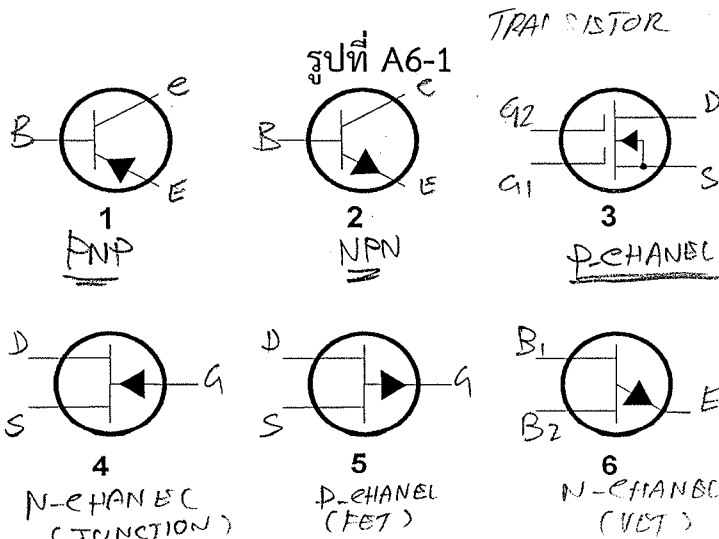 TRANSISTOR
รูปที่ A6-1
C
B
E
1
PNP
C
B
E
2
NPN
G2
D
G1
S
3
P-CHANEL
D
G
S
4
N-CHANEL
(JUNCTION)
D
G
S
5
P-CHANEL
(FET)
B1
E
B2
6
N-CHANEL